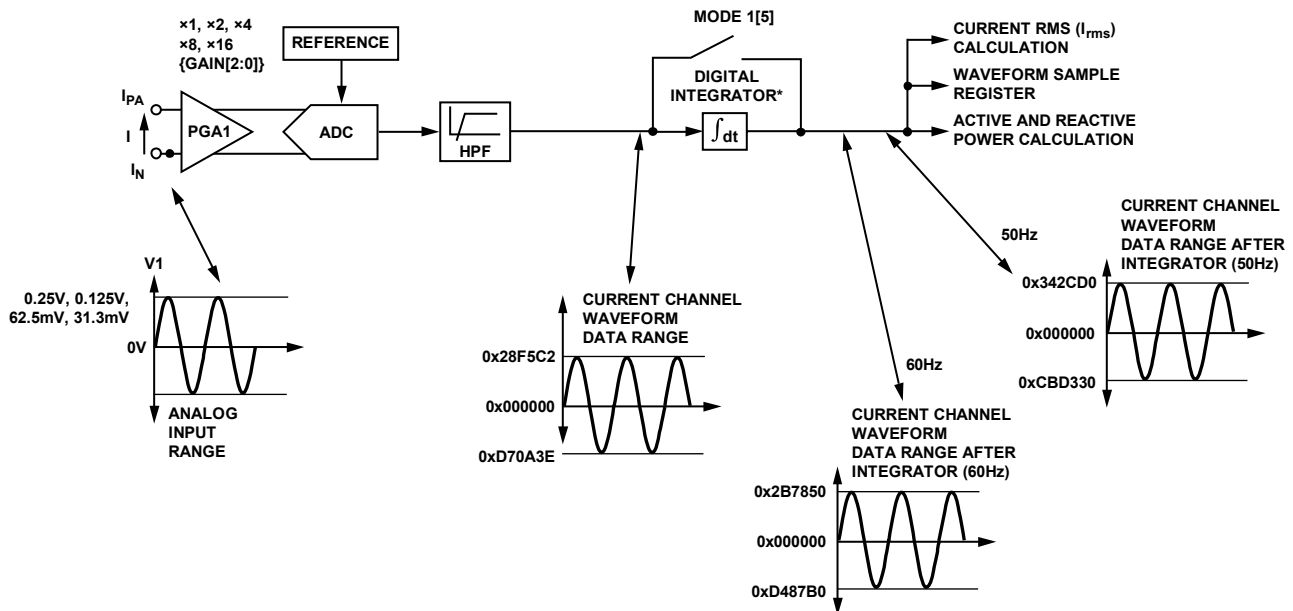 ×1, ×2, ×4
×8, ×16
{GAIN[2:0]}
REFERENCE
MODE 1[5]
DIGITAL
INTEGRATOR*
CURRENT RMS (Irms)
CALCULATION
WAVEFORM SAMPLE
REGISTER
ACTIVE AND REACTIVE
POWER CALCULATION
IPA
I
IN
PGA1
ADC
HPF
∫dt
50Hz
60Hz
V1
0.25V, 0.125V,
62.5mV, 31.3mV
0V
ANALOG
INPUT
RANGE
CURRENT CHANNEL
WAVEFORM
DATA RANGE
0x28F5C2
0x000000
0xD70A3E
CURRENT CHANNEL
WAVEFORM
DATA RANGE AFTER
INTEGRATOR (50Hz)
0x342CD0
0x000000
0xCBD330
CURRENT CHANNEL
WAVEFORM
DATA RANGE AFTER
INTEGRATOR (60Hz)
0x2B7850
0x000000
0xD487B0